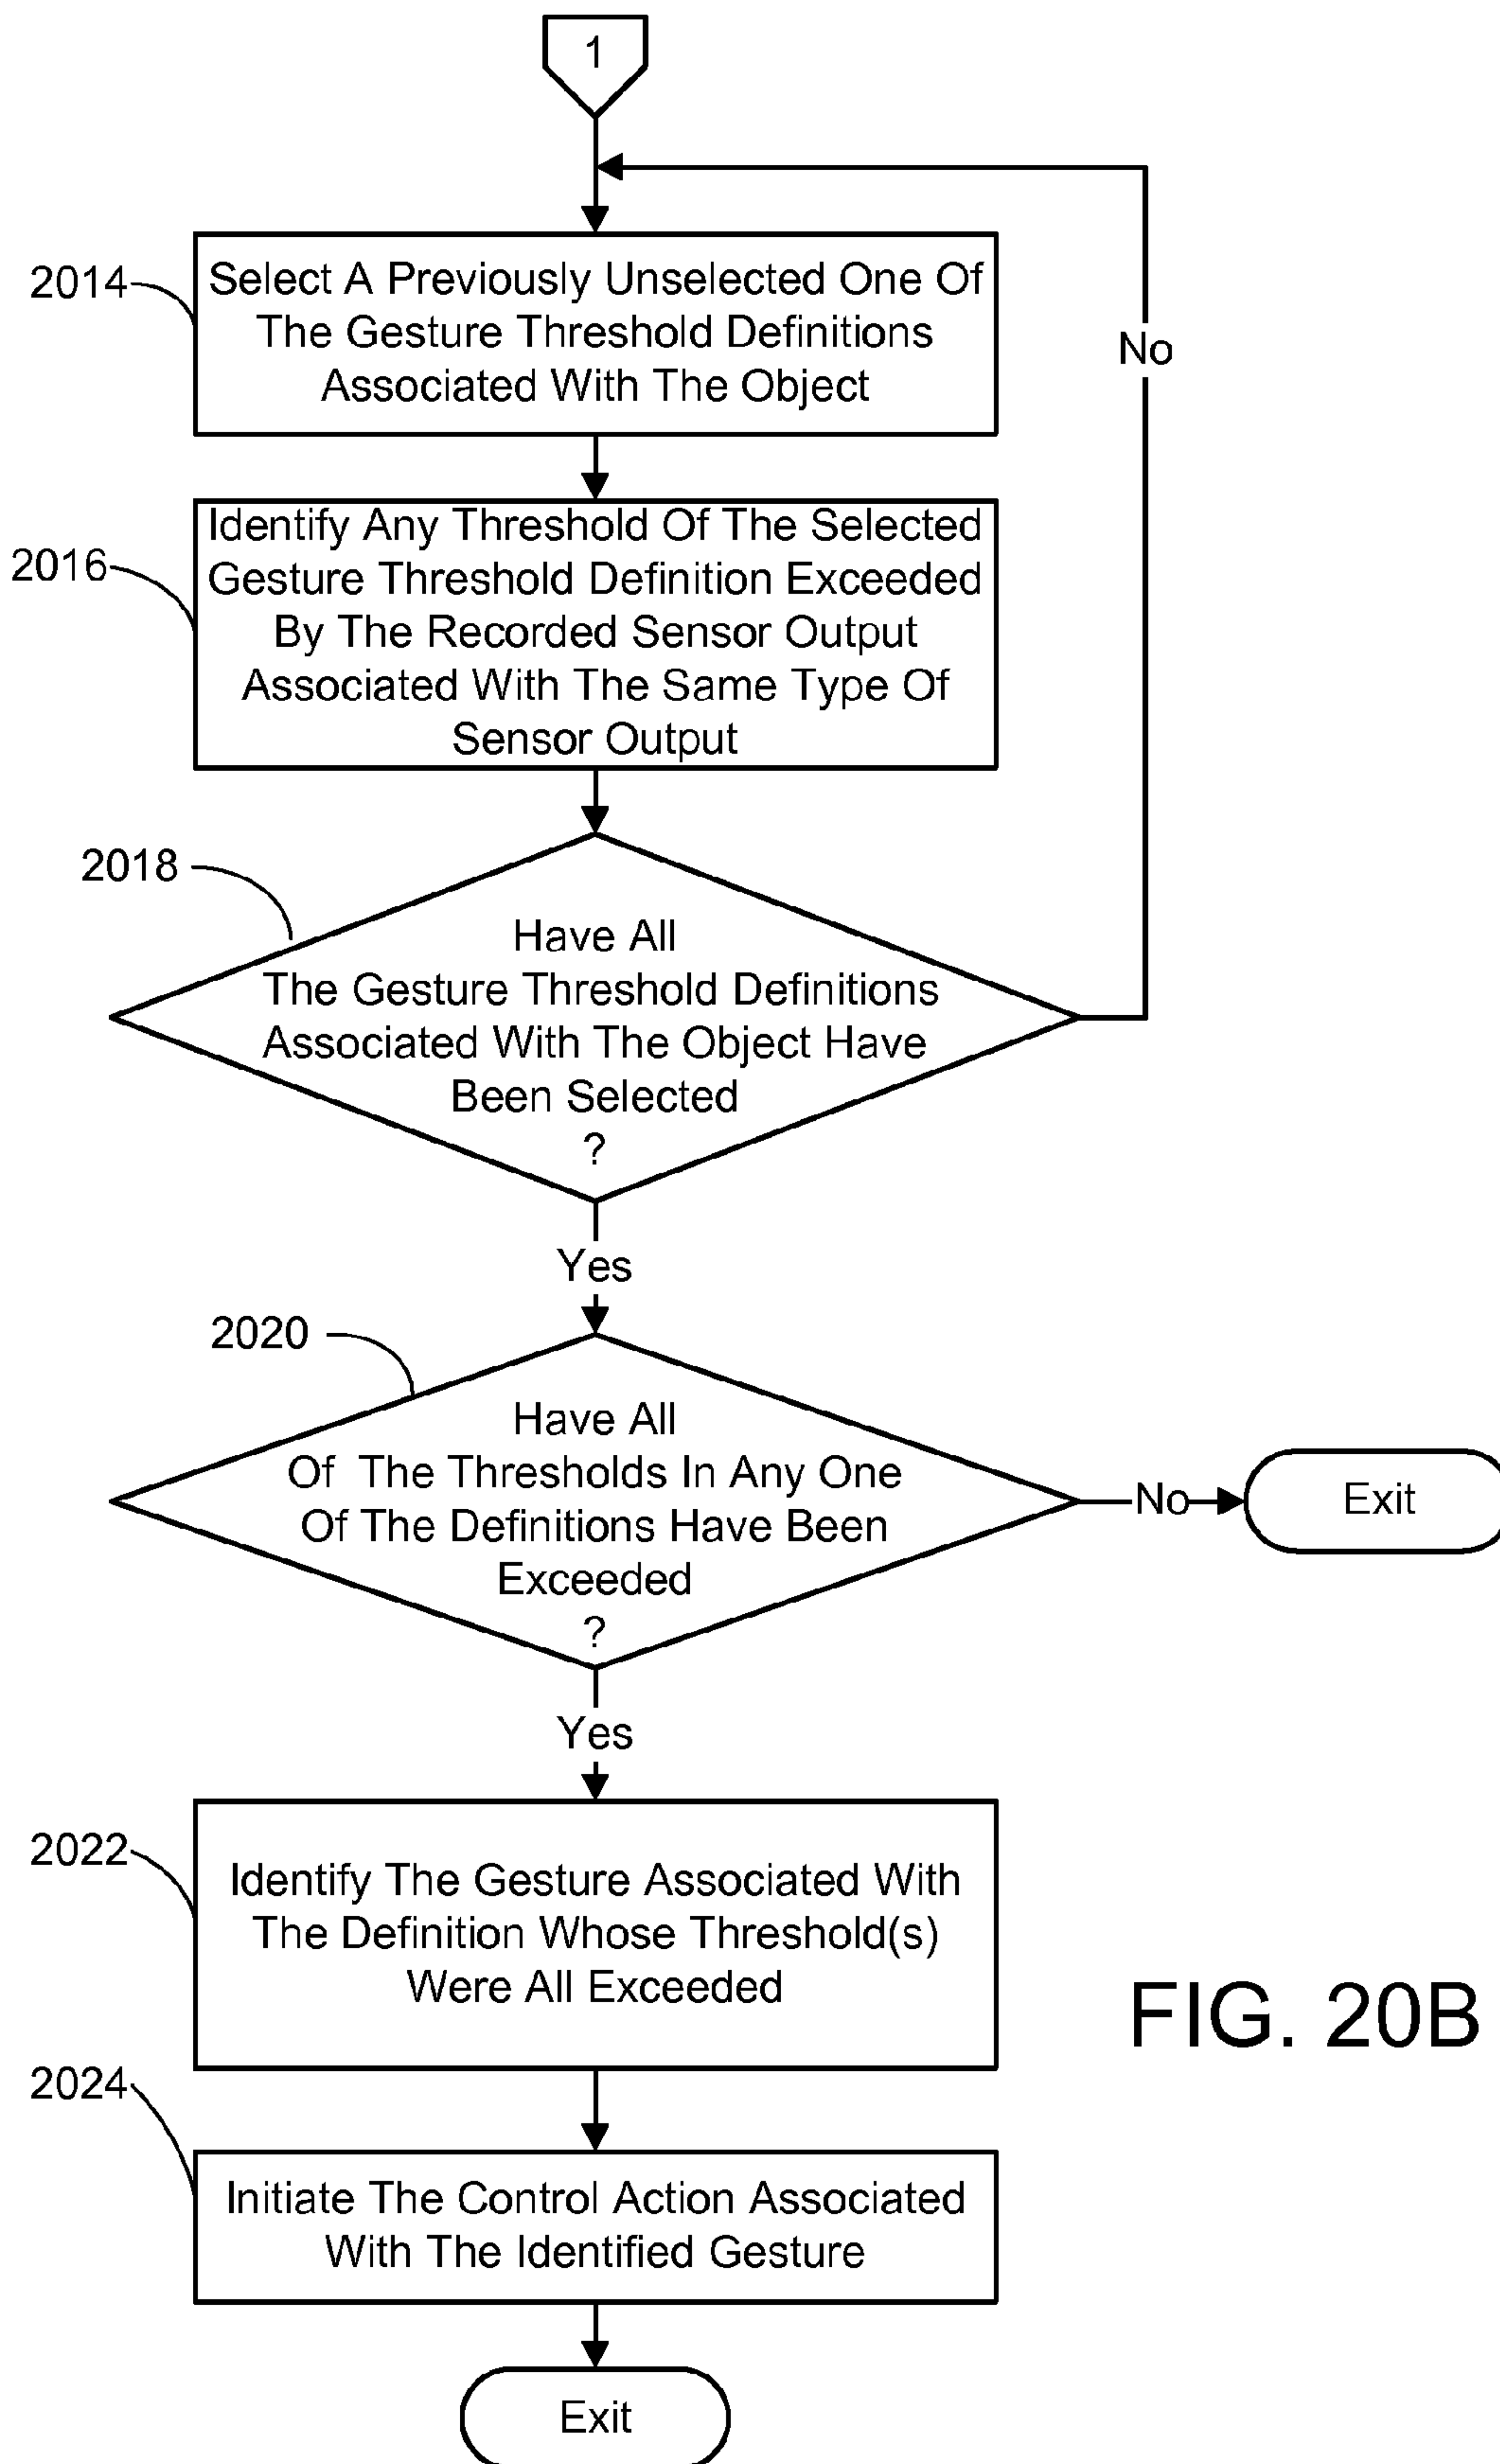 1
2014
Select A Previously Unselected One Of
The Gesture Threshold Definitions
Associated With The Object
No
2016
Identify Any Threshold Of The Selected
Gesture Threshold Definition Exceeded
By The Recorded Sensor Output
Associated With The Same Type Of
Sensor Output
2018
Have All
The Gesture Threshold Definitions
Associated With The Object Have
Been Selected
?
Yes
2020
Have All
Of The Thresholds In Any One
Of The Definitions Have Been
Exceeded
?
No
Exit
Yes
2022
Identify The Gesture Associated With
The Definition Whose Threshold(s)
Were All Exceeded
2024
Initiate The Control Action Associated
With The Identified Gesture
Exit
FIG. 20B